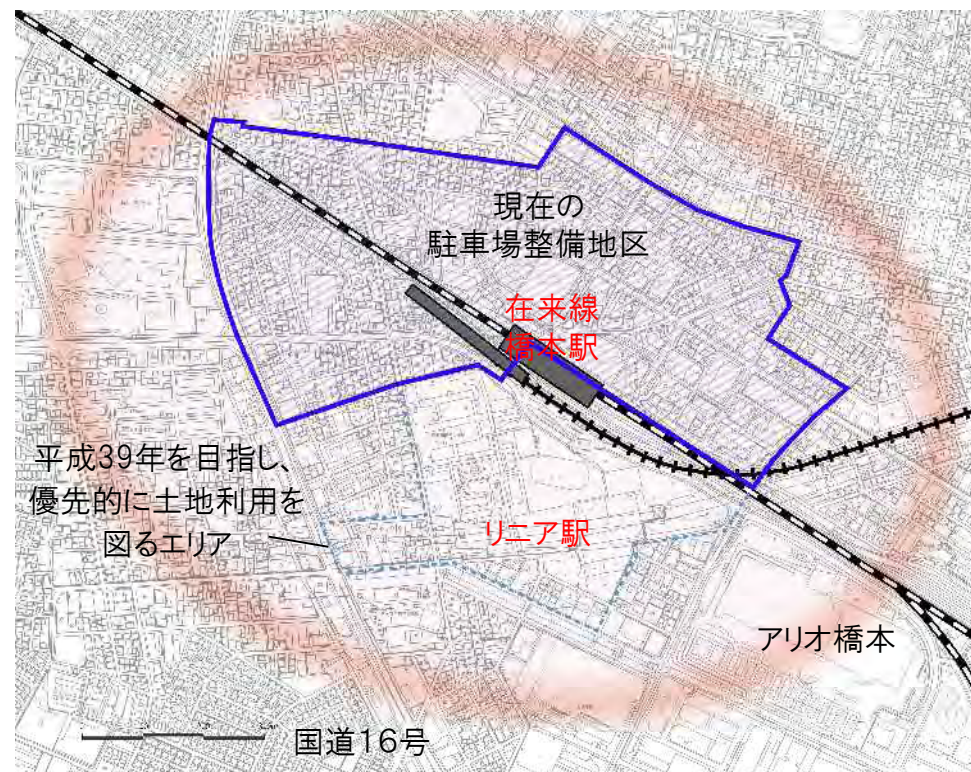 現在の
駐車場整備地区
在来線
橋本駅
平成39年を目指し、
優先的に土地利用を
図るエリア
リニア駅
アリオ橋本
国道16号